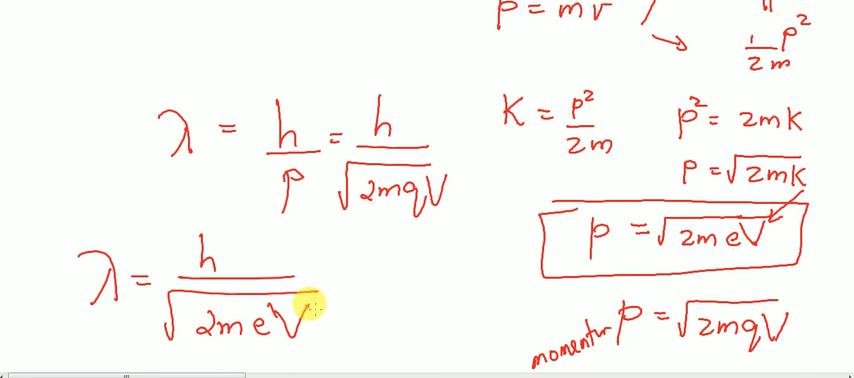 p = mv
1/2m p²
λ = h/p = h/√2mqV
K = p²/2m
p² = 2mK
p = √2mK
p = √2meV
λ = h/√2meV
momentum p = √2mqV